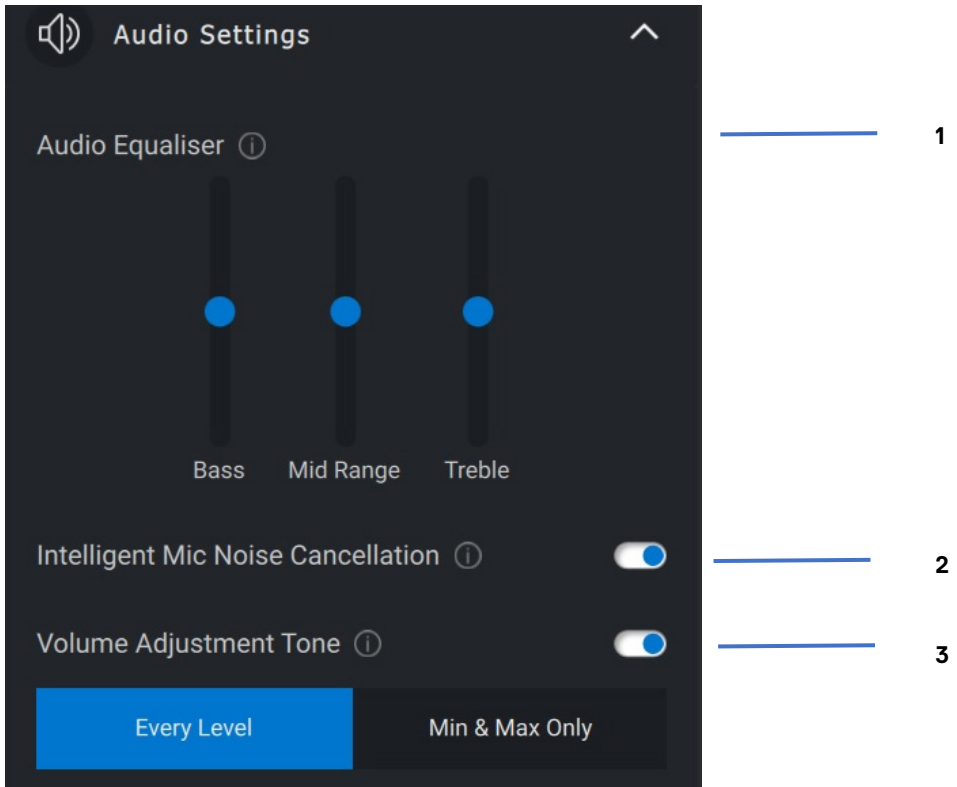 Audio Settings
Audio Equaliser
1
Bass Mid Range Treble
Intelligent Mic Noise Cancellation
2
Volume Adjustment Tone
3
Every Level Min & Max Only